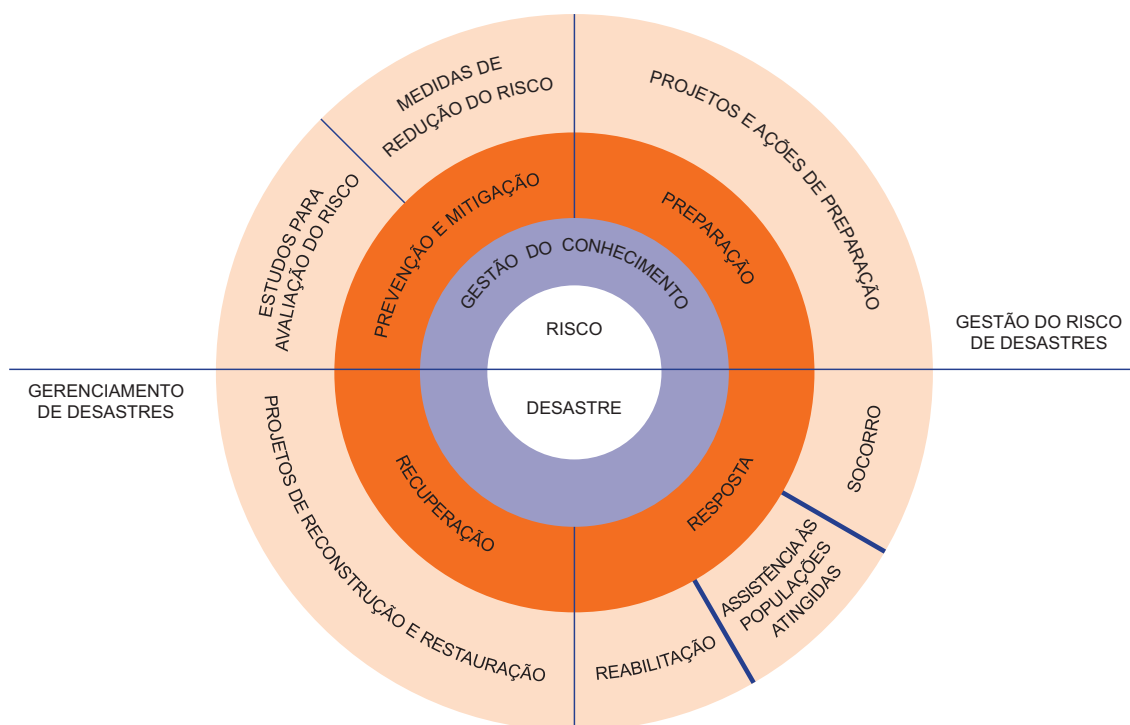 MEDIDAS DE
REDUÇÃO DO RISCO
PROJETOS E AÇÕES DE PREPARAÇÃO
ESTUDOS PARA
AVALIAÇÃO DO RISCO
PREVENÇÃO E MITIGAÇÃO
PREPARAÇÃO
GESTÃO DO CONHECIMENTO
RISCO
GESTÃO DO RISCO
DE DESASTRES
GERENCIAMENTO
DE DESASTRES
DESASTRE
PROJETOS DE RECONSTRUÇÃO E RESTAURAÇÃO
RECUPERAÇÃO
RESPOSTA
SOCORRO
ASSISTÊNCIA ÀS
POPULAÇÕES
ATINGIDAS
REABILITAÇÃO